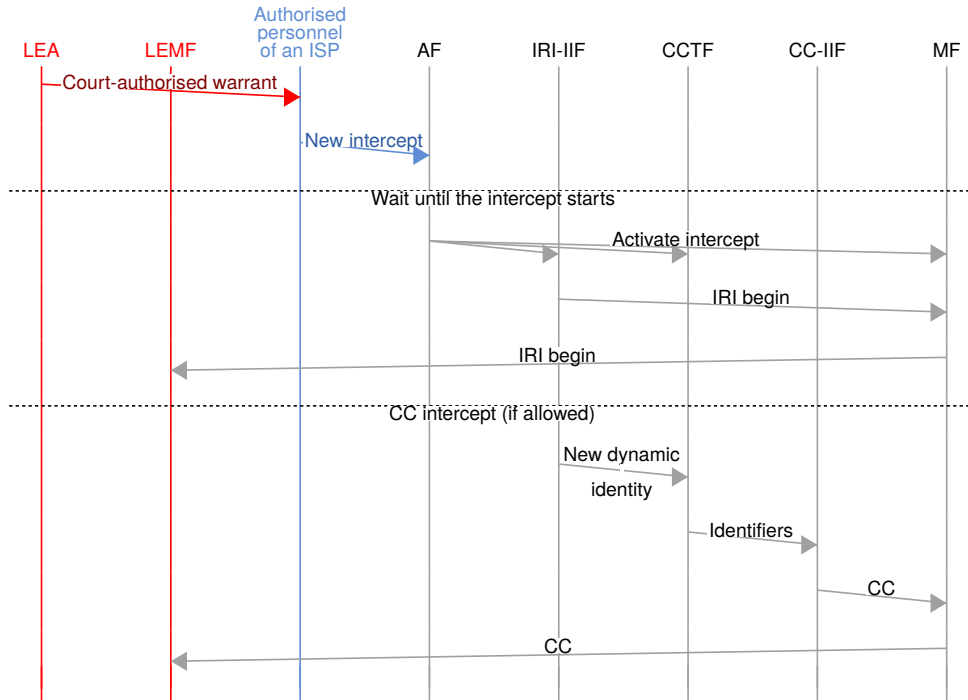 Authorised
personnel
LEA LEMF of an ISP AF IRI-IIF CCTF CC-IIF MF
Court-authorised warrant
New intercept
Wait until the intercept starts
Activate intercept
IRI begin
IRI begin
CC intercept (if allowed)
New dynamic
identity
Identifiers
CC
CC